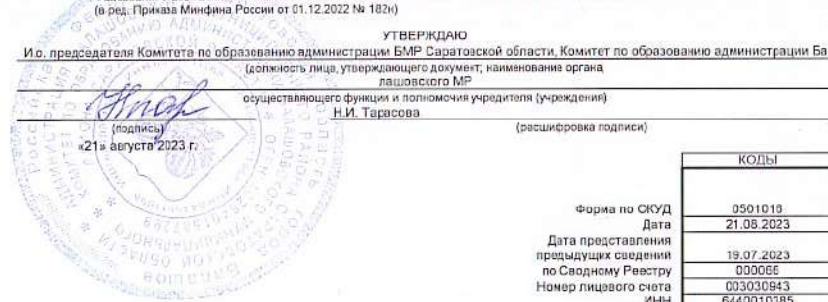 (в ред. Приказа Минфина России от 01.12.2022 № 182н)
УТВЕРЖДАЮ
И.о. председателя Комитета по образованию администрации БМР Саратовской области, Комитет по образованию администрации Ба
(должность лица, утверждающего документ; наименование органа
лашовского МР
осуществляющего функции и полномочия учредителя (учреждения)
Н.И. Тарасова
(подпись) (расшифровка подписи)
«21» августа 2023 г.
КОДЫ
Форма по ОКУД 0501016
Дата 21.08.2023
Дата представления
предыдущих сведений 19.07.2023
по Сводному Реестру 000066
Номер лицевого счета 003030943
ИНН 6440010385